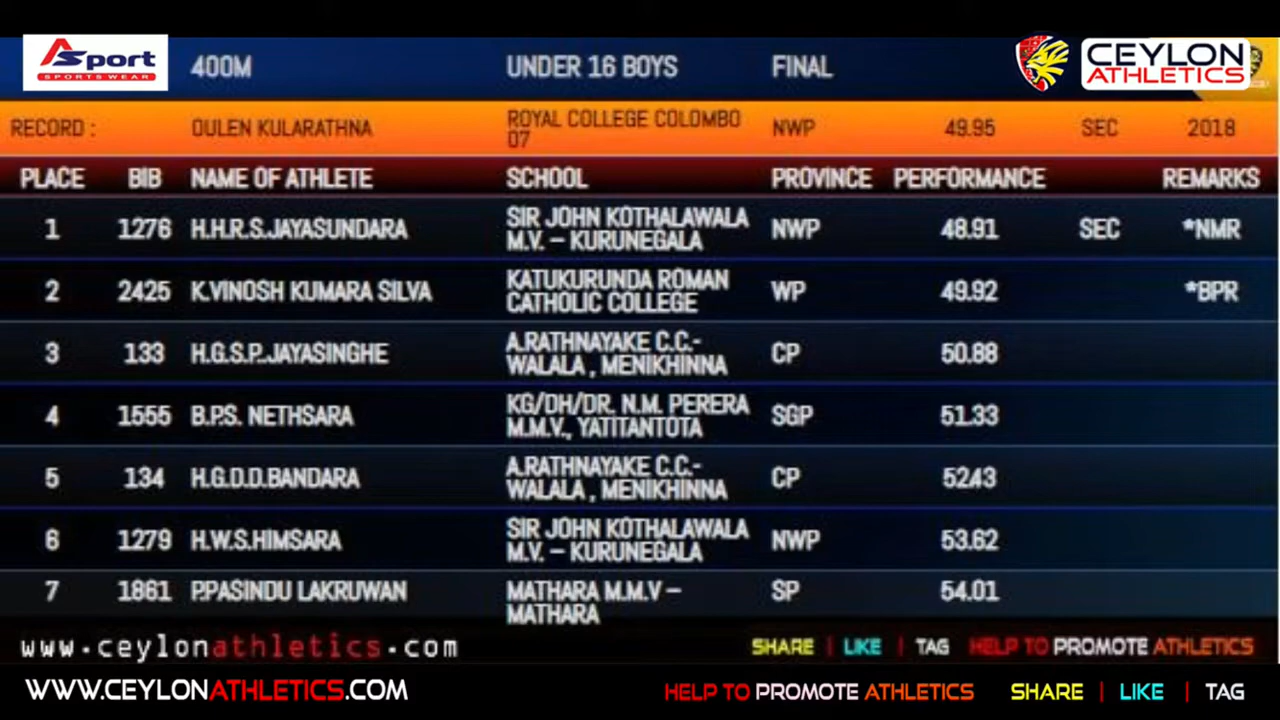 Asport
SPORTS WEAR
400M UNDER 16 BOYS FINAL
CEYLON
ATHLETICS
RECORD : OULEN KULARATHNA ROYAL COLLEGE COLOMBO 07 NWP 49.95 SEC 2018
PLACE BIB NAME OF ATHLETE SCHOOL PROVINCE PERFORMANCE REMARKS
1 1276 H.H.R.S.JAYASUNDARA SIR JOHN KOTHALAWALA M.V. – KURUNEGALA NWP 48.91 SEC *NMR
2 2425 K.VINOSH KUMARA SILVA KATUKURUNDA ROMAN CATHOLIC COLLEGE WP 49.92 *BPR
3 133 H.G.S.P.JAYASINGHE A.RATHNAYAKE C.C.- WALALA , MENIKHINNA CP 50.88
4 1555 B.P.S. NETHSARA KG/DH/DR. N.M. PERERA M.M.V., YATITANTOTA SGP 51.33
5 134 H.G.D.D.BANDARA A.RATHNAYAKE C.C.- WALALA , MENIKHINNA CP 52.43
6 1279 H.W.S.HIMSARA SIR JOHN KOTHALAWALA M.V. – KURUNEGALA NWP 53.62
7 1861 P.PASINDU LAKRUWAN MATHARA M.M.V – MATHARA SP 54.01
www.ceylonathletics.com SHARE | LIKE | TAG HELP TO PROMOTE ATHLETICS
WWW.CEYLONATHLETICS.COM HELP TO PROMOTE ATHLETICS SHARE | LIKE | TAG